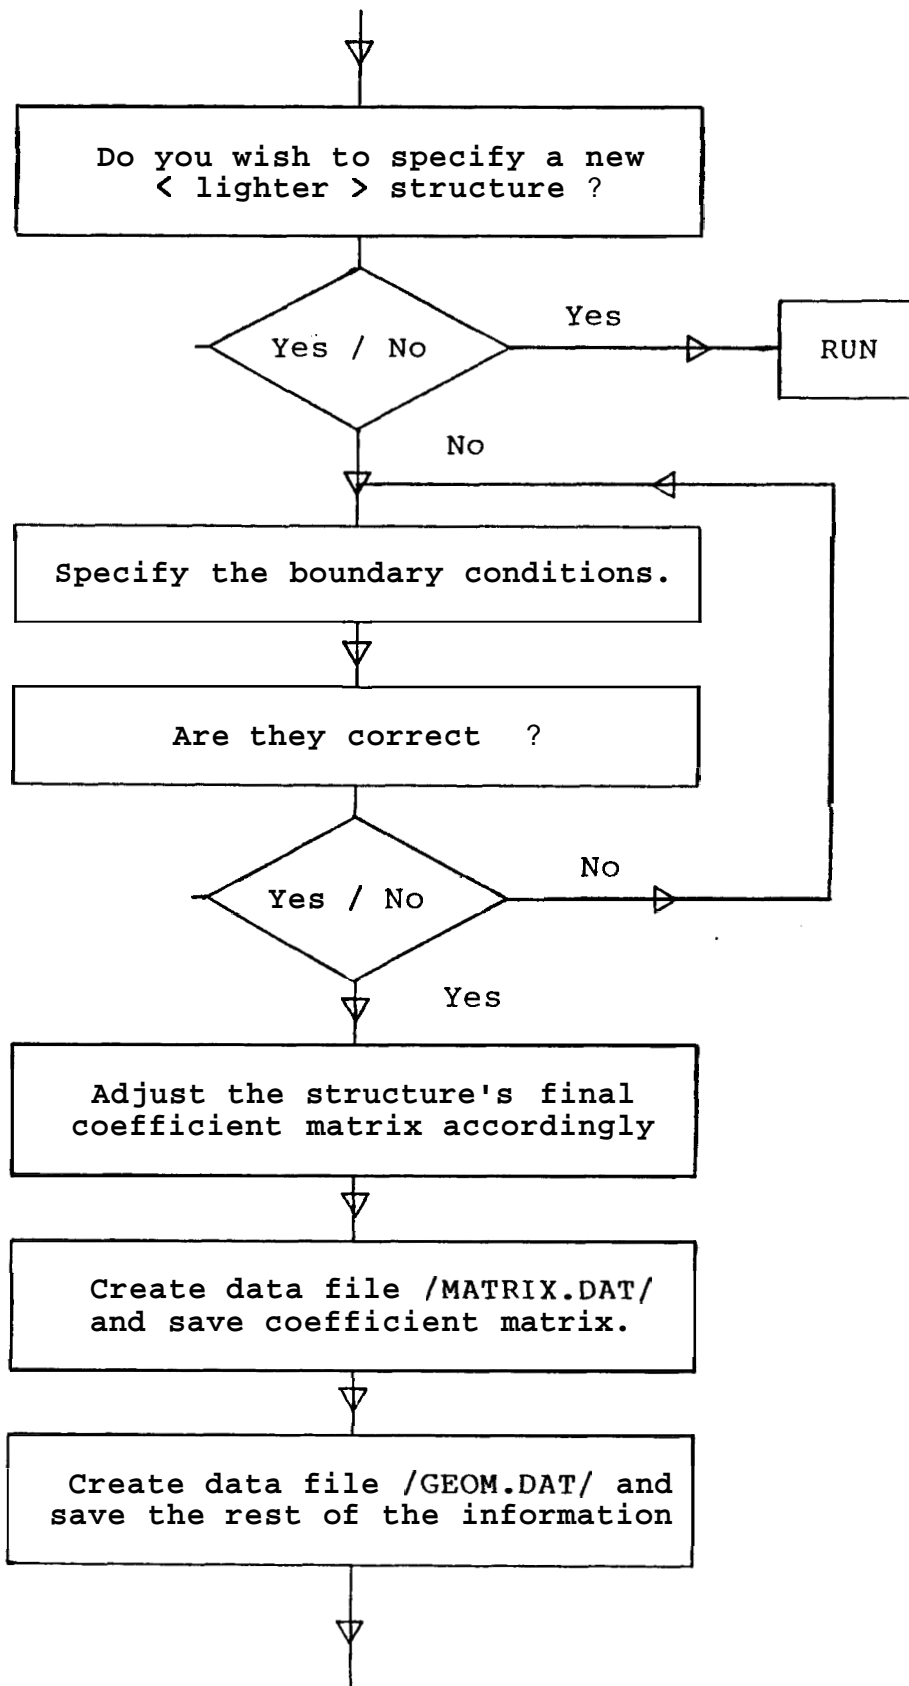 Do you wish to specify a new
< lighter > structure ?
Yes / No
Yes
RUN
No
Specify the boundary conditions.
Are they correct ?
Yes / No
No
Yes
Adjust the structure's final
coefficient matrix accordingly
Create data file /MATRIX.DAT/
and save coefficient matrix.
Create data file /GEOM.DAT/ and
save the rest of the information